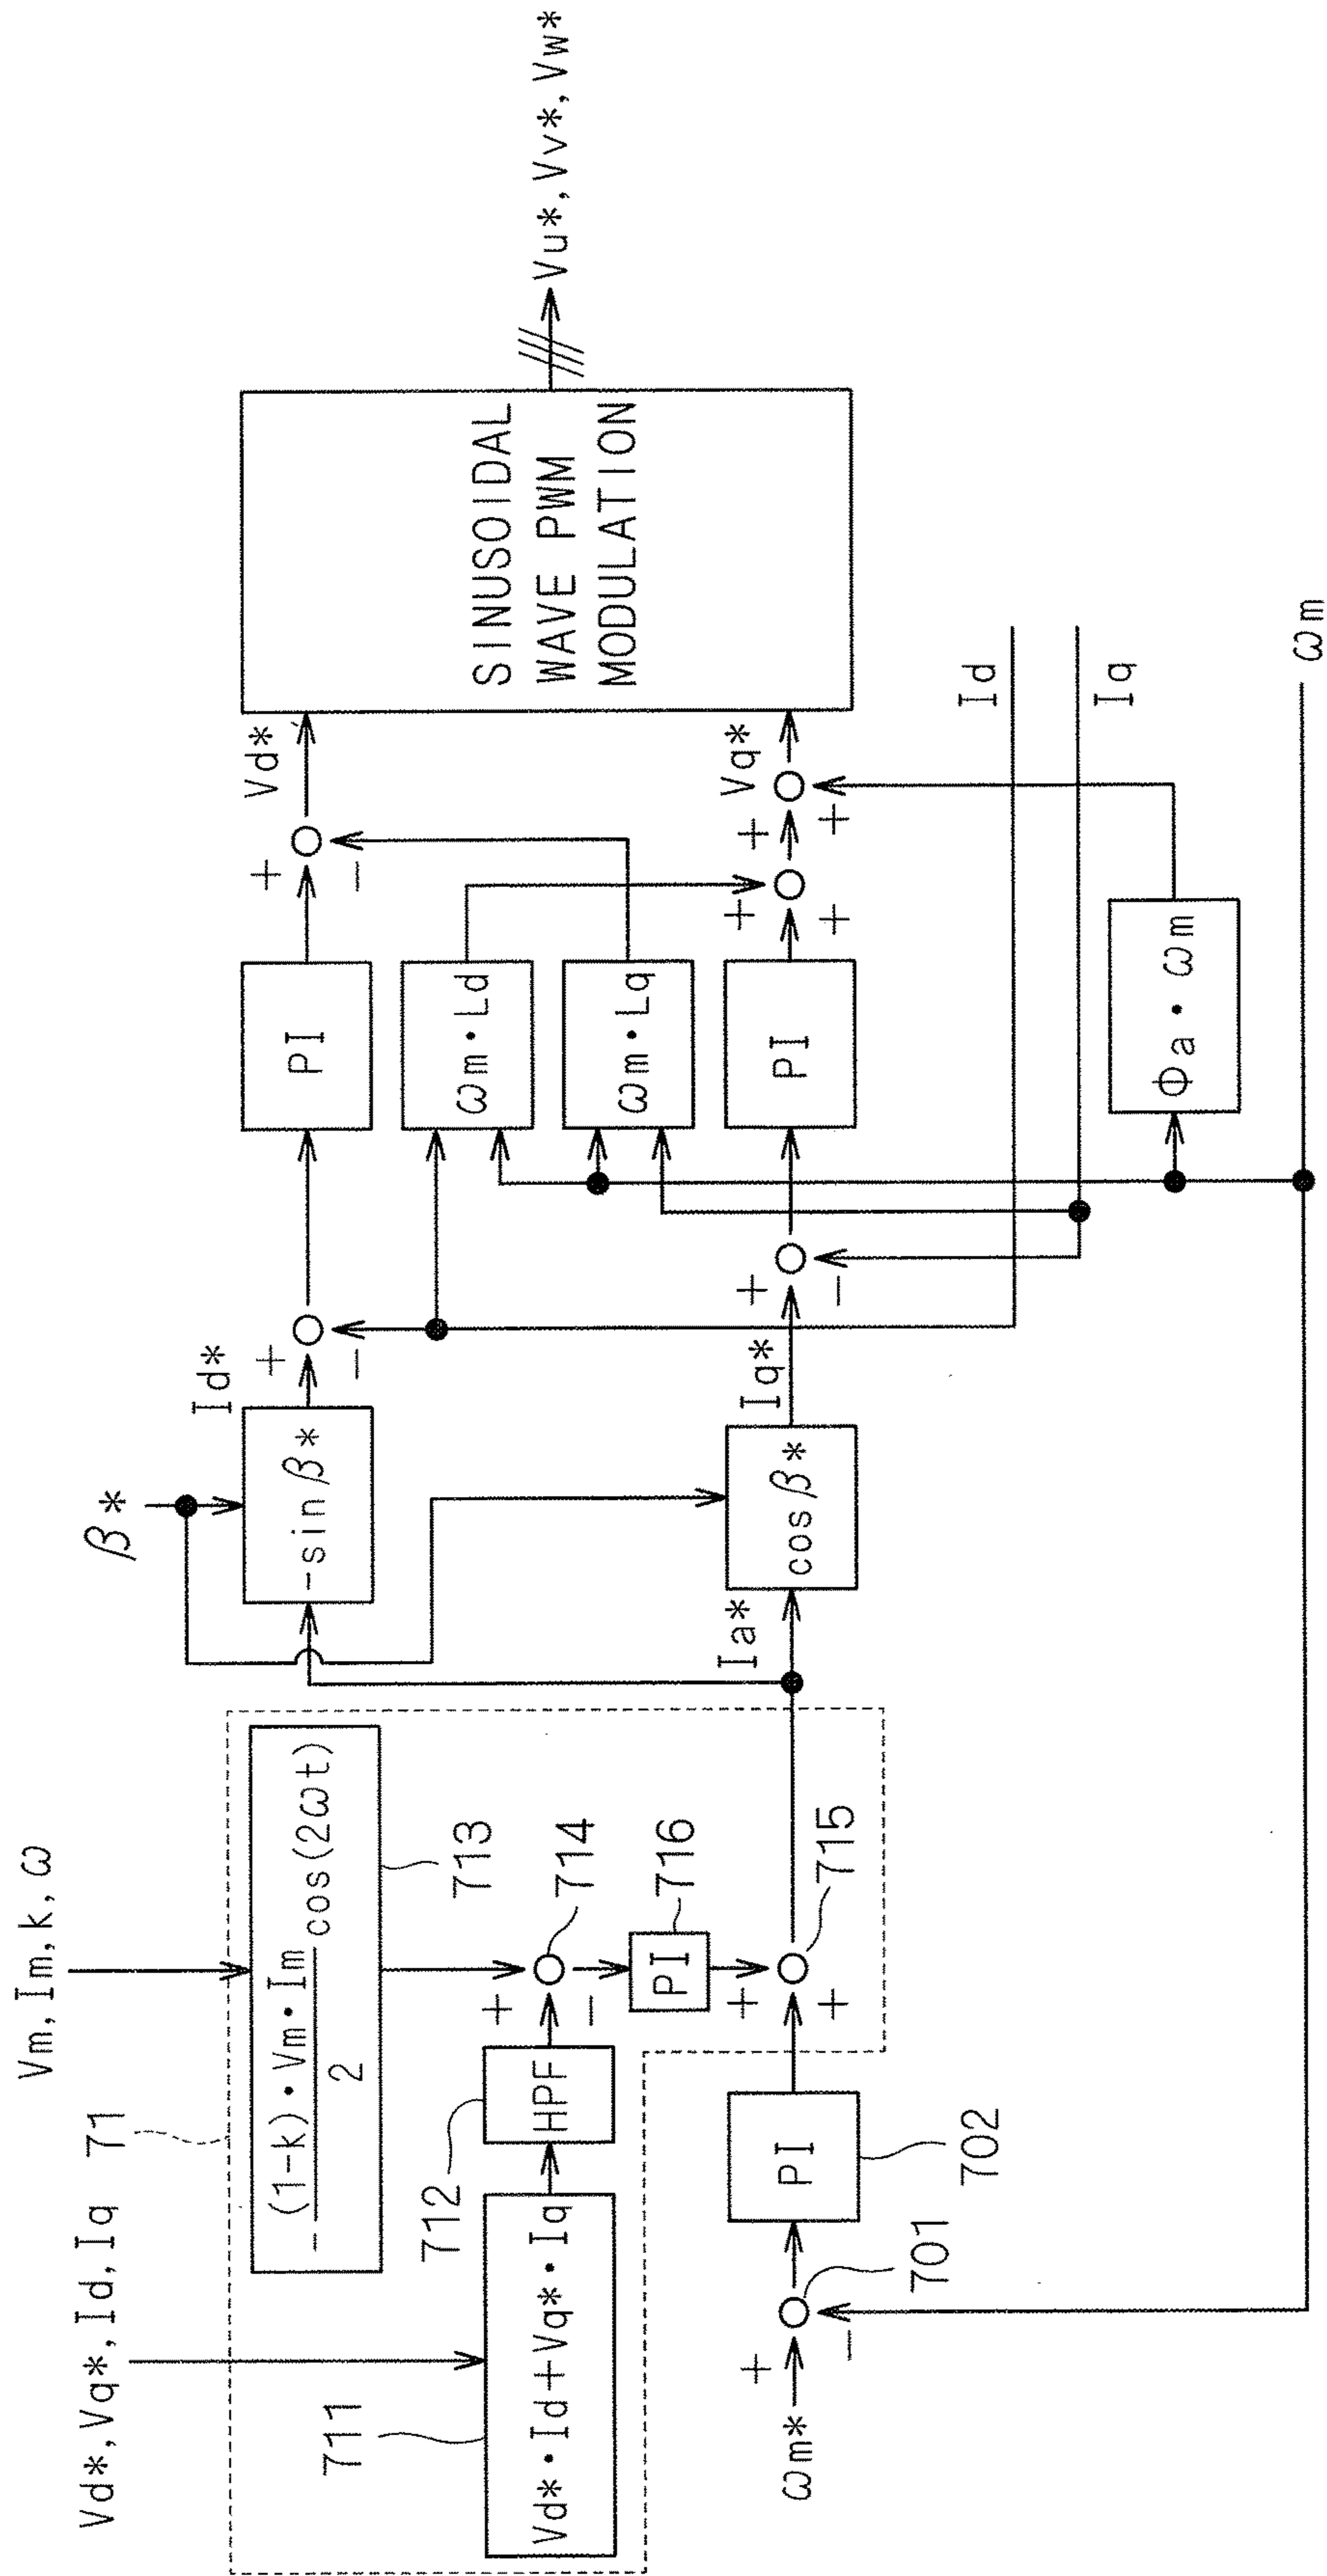 Vd*,Vq*,Id,Iq
71
Vm,Im,k,ω
β*
711
Vd*・Id+Vq*・Iq
712
HPF
− (1-k)・Vm・Im / 2 cos(2ωt)
713
+
−
714
PI
716
+
+
715
ωm*
+
−
701
PI
702
Ia*
-sinβ*
cosβ*
Id*
+
−
Iq*
+
−
PI
ωm・Ld
ωm・Lq
PI
Φa・ωm
+
−
Vd*
+
+
+
+
Vq*
SINUSOIDAL
WAVE PWM
MODULATION
Vu*,Vv*,Vw*
Id
Iq
ωm